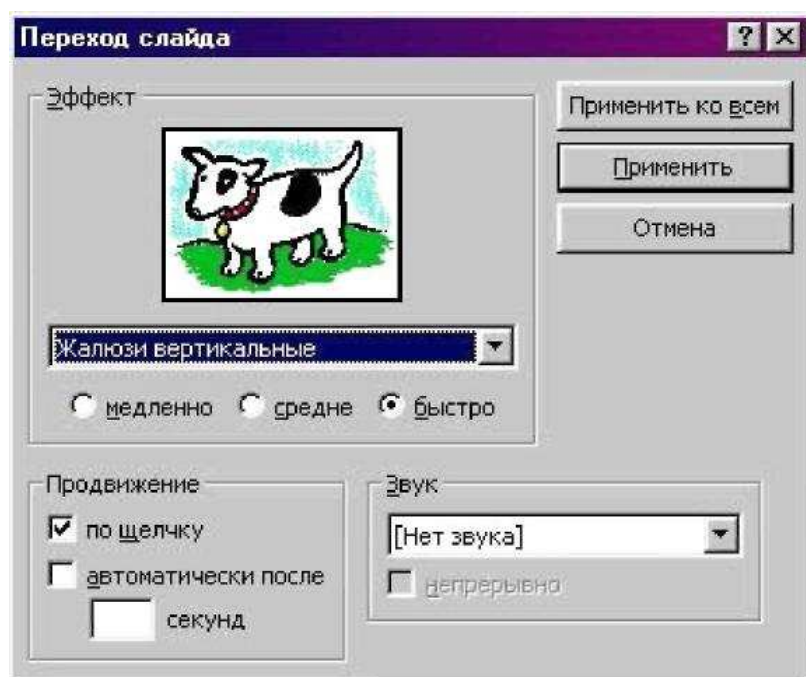 Переход слайда
Эффект
Применить ко всем
Применить
Отмена
Жалюзи вертикальные
медленно средне быстро
Продвижение
по щелчку
автоматически после
секунд
Звук
[Нет звука]
непрерывно